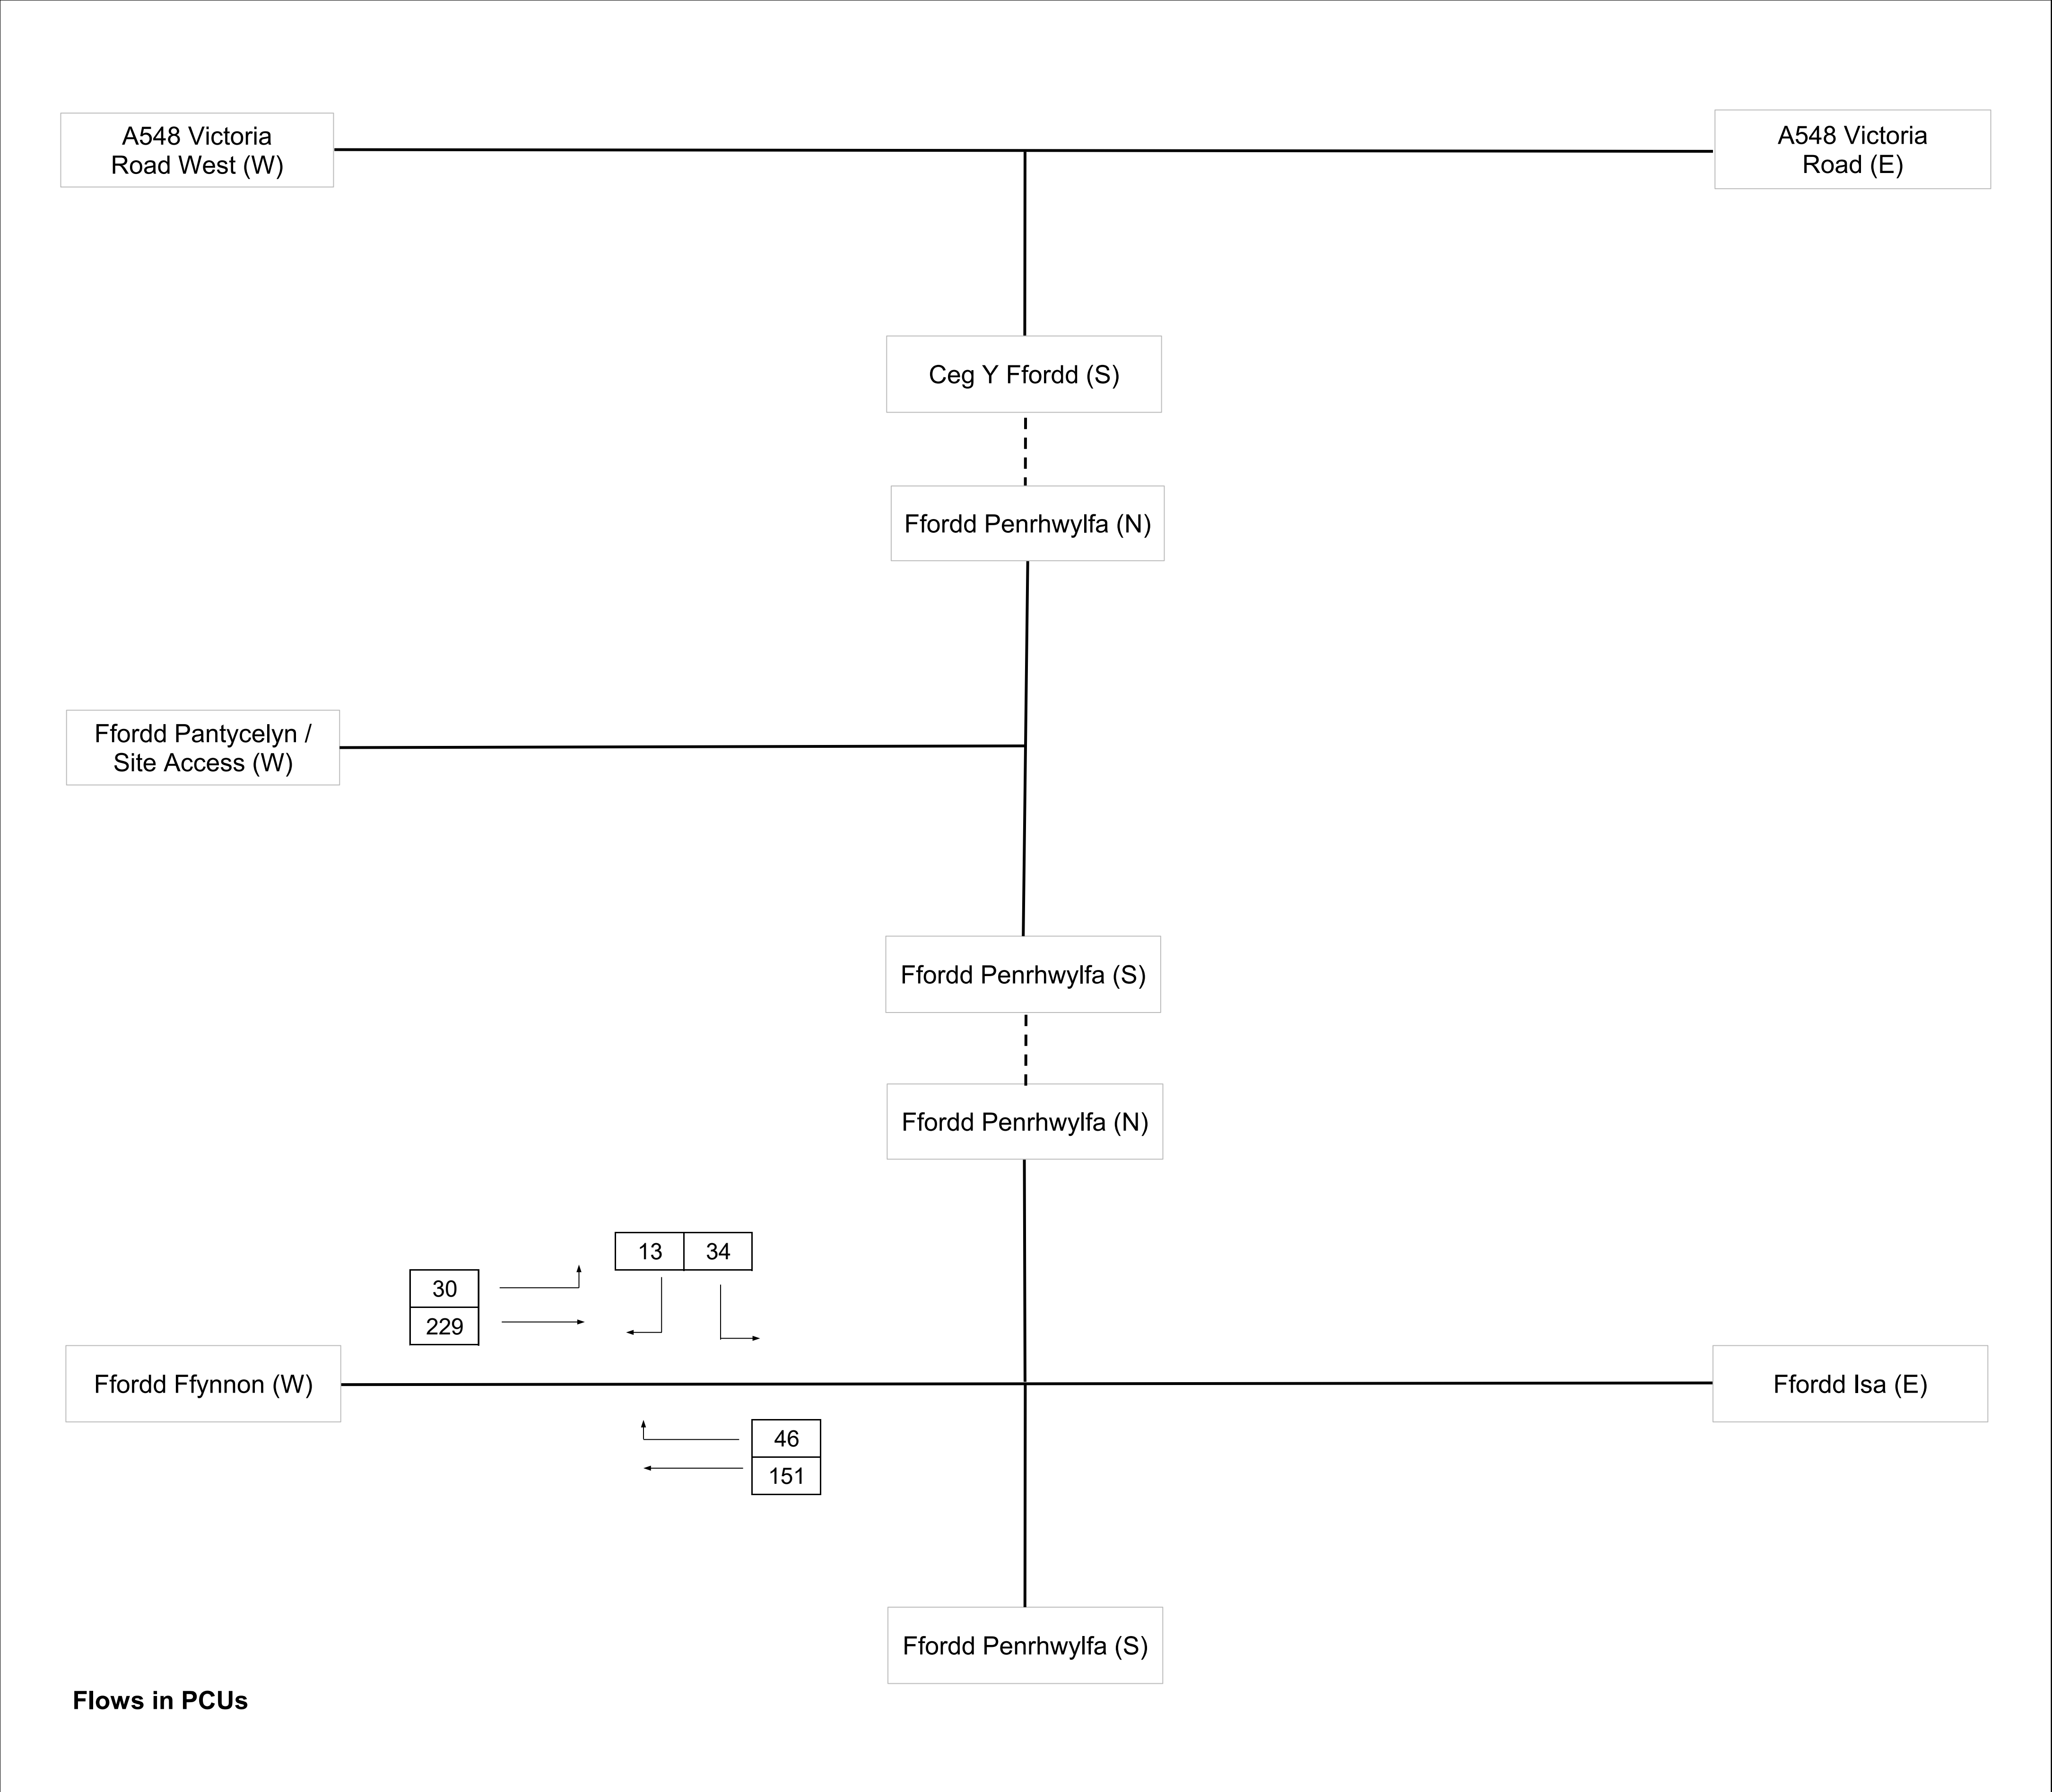 A548 Victoria
Road West (W)
A548 Victoria
Road (E)
Ceg Y Ffordd (S)
Ffordd Penrhwylfa (N)
Ffordd Pantycelyn /
Site Access (W)
Ffordd Penrhwylfa (S)
Ffordd Penrhwylfa (N)
13 34
30
229
Ffordd Ffynnon (W)
Ffordd Isa (E)
46
151
Ffordd Penrhwylfa (S)
Flows in PCUs